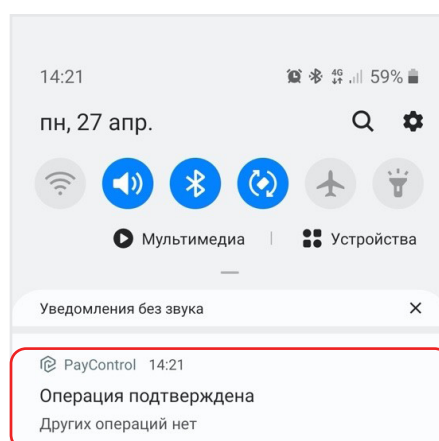 14:21 4G 59%
пн, 27 апр.
Мультимедиа | Устройства
Уведомления без звука ×
PayControl 14:21
Операция подтверждена
Других операций нет